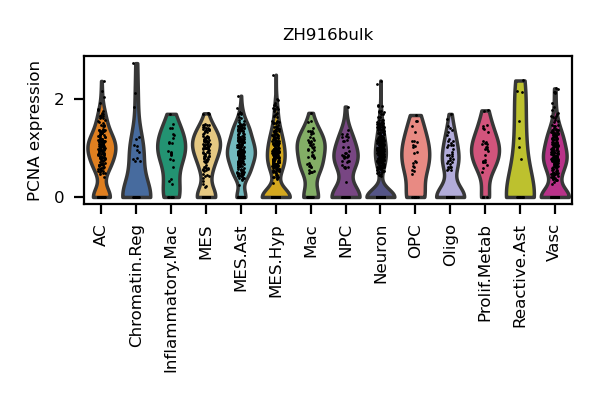 ZH916bulk
PCNA expression
2
0
AC
Chromatin.Reg
Inflammatory.Mac
MES
MES.Ast
MES.Hyp
Mac
NPC
Neuron
OPC
Oligo
Prolif.Metab
Reactive.Ast
Vasc